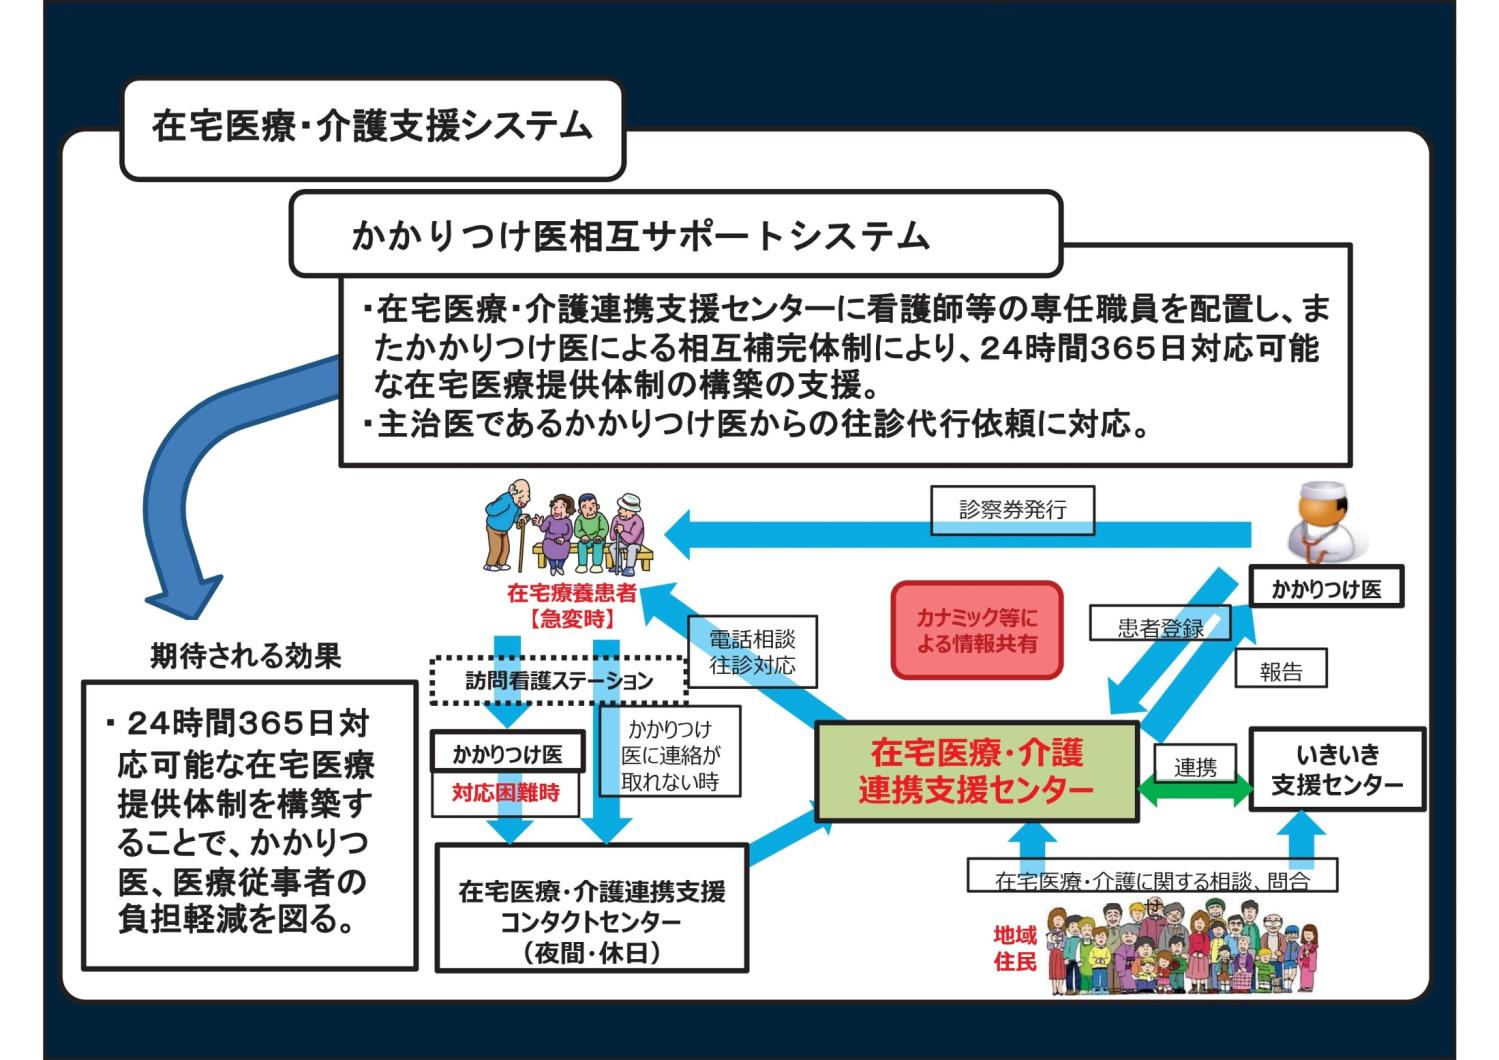 在宅医療・介護支援システム
かかりつけ医相互サポートシステム
・在宅医療・介護連携支援センターに看護師等の専任職員を配置し、ま
たかかりつけ医による相互補完体制により、24時間365日対応可能
な在宅医療提供体制の構築の支援。
・主治医であるかかりつけ医からの往診代行依頼に対応。
診察券発行
かかりつけ医
在宅療養患者
【急変時】
カナミック等に
よる情報共有
患者登録
報告
電話相談
往診対応
期待される効果
・24時間365日対
応可能な在宅医療
提供体制を構築す
ることで、かかりつ
医、医療従事者の
負担軽減を図る。
訪問看護ステーション
かかりつけ医
対応困難時
かかりつけ
医に連絡が
取れない時
在宅医療・介護
連携支援センター
連携
いきいき
支援センター
在宅医療・介護連携支援
コンタクトセンター
（夜間・休日）
在宅医療・介護に関する相談、問合
せ
地域
住民